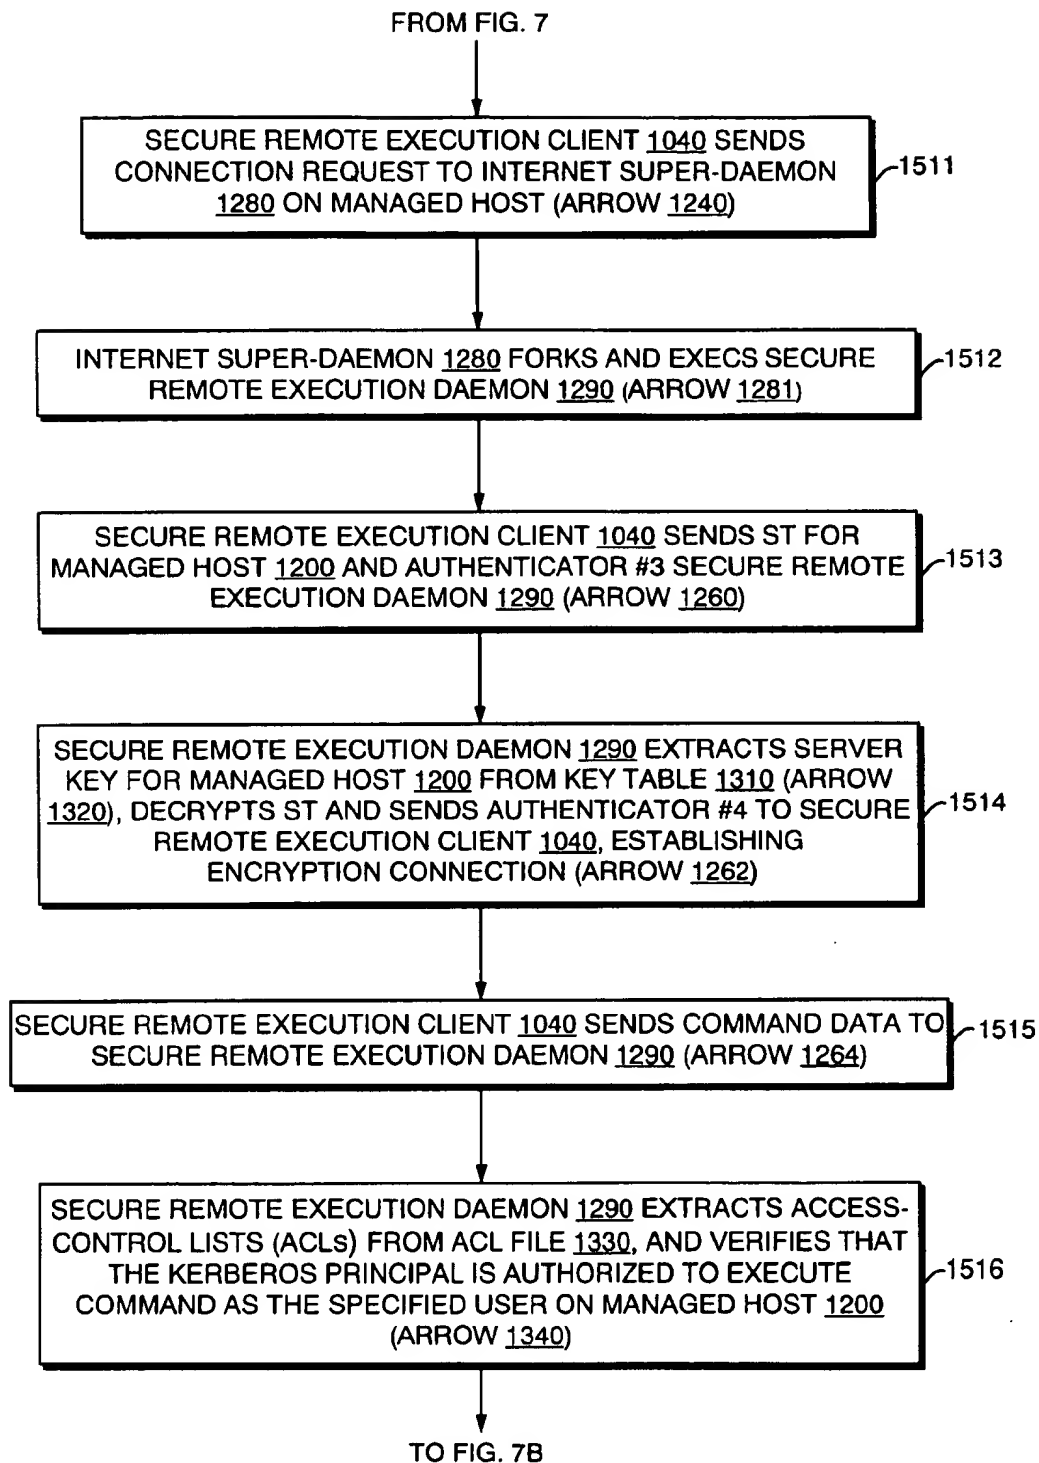 FROM FIG. 7
SECURE REMOTE EXECUTION CLIENT 1040 SENDS
CONNECTION REQUEST TO INTERNET SUPER-DAEMON
1280 ON MANAGED HOST (ARROW 1240)
1511
INTERNET SUPER-DAEMON 1280 FORKS AND EXECS SECURE
REMOTE EXECUTION DAEMON 1290 (ARROW 1281)
1512
SECURE REMOTE EXECUTION CLIENT 1040 SENDS ST FOR
MANAGED HOST 1200 AND AUTHENTICATOR #3 SECURE REMOTE
EXECUTION DAEMON 1290 (ARROW 1260)
1513
SECURE REMOTE EXECUTION DAEMON 1290 EXTRACTS SERVER
KEY FOR MANAGED HOST 1200 FROM KEY TABLE 1310 (ARROW
1320), DECRYPTS ST AND SENDS AUTHENTICATOR #4 TO SECURE
REMOTE EXECUTION CLIENT 1040, ESTABLISHING
ENCRYPTION CONNECTION (ARROW 1262)
1514
SECURE REMOTE EXECUTION CLIENT 1040 SENDS COMMAND DATA TO
SECURE REMOTE EXECUTION DAEMON 1290 (ARROW 1264)
1515
SECURE REMOTE EXECUTION DAEMON 1290 EXTRACTS ACCESS-
CONTROL LISTS (ACLs) FROM ACL FILE 1330, AND VERIFIES THAT
THE KERBEROS PRINCIPAL IS AUTHORIZED TO EXECUTE
COMMAND AS THE SPECIFIED USER ON MANAGED HOST 1200
(ARROW 1340)
1516
TO FIG. 7B